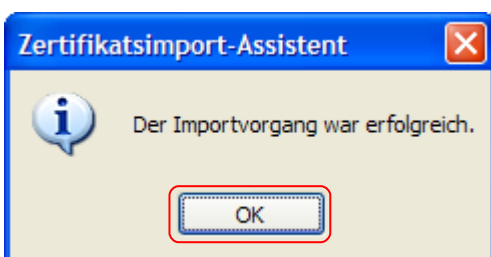 Zertifikatsimport-Assistent
Der Importvorgang war erfolgreich.
OK